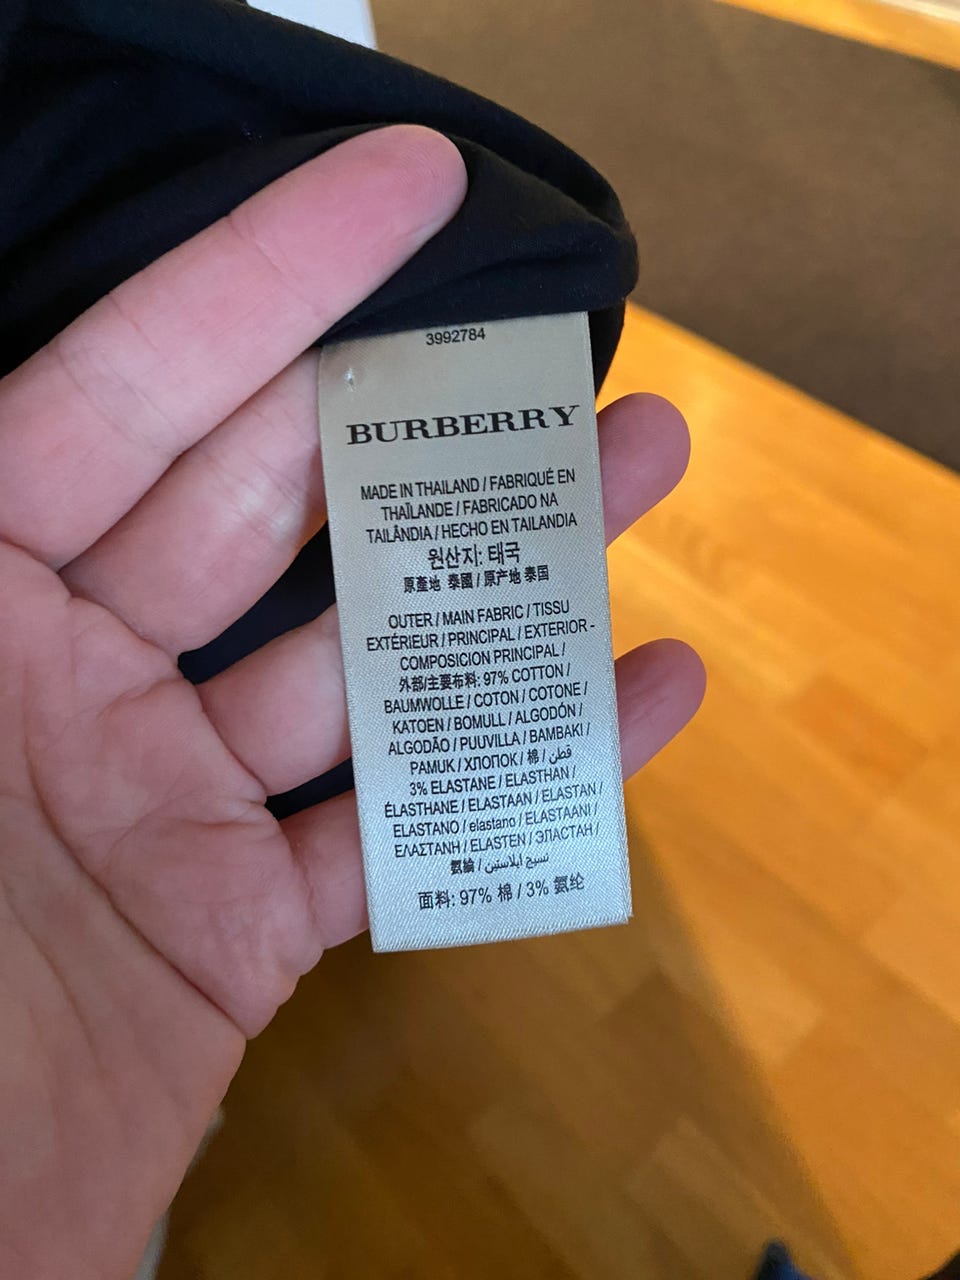 3992784
BURBERRY
MADE IN THAILAND / FABRIQUÉ EN
THAÏLANDE / FABRICADO NA
TAILÂNDIA / HECHO EN TAILANDIA
원산지: 태국
原產地 泰國 / 原产地 泰国
OUTER / MAIN FABRIC / TISSU
EXTÉRIEUR / PRINCIPAL / EXTERIOR -
COMPOSICION PRINCIPAL /
外部/主要布料: 97% COTTON /
BAUMWOLLE / COTON / COTONE /
KATOEN / BOMULL / ALGODÓN /
ALGODÃO / PUUVILLA / BAMBAKI /
PAMUK / ХЛОПОК / 棉 / قطن
3% ELASTANE / ELASTHAN /
ÉLASTHANE / ELASTAAN / ELASTAN /
ELASTANO / elastano / ELASTAANI /
ΕΛΑΣΤΑΝΗ / ELASTEN / ЭЛАСТАН /
氨綸 / نسيج ايلاستين
面料: 97% 棉 / 3% 氨纶